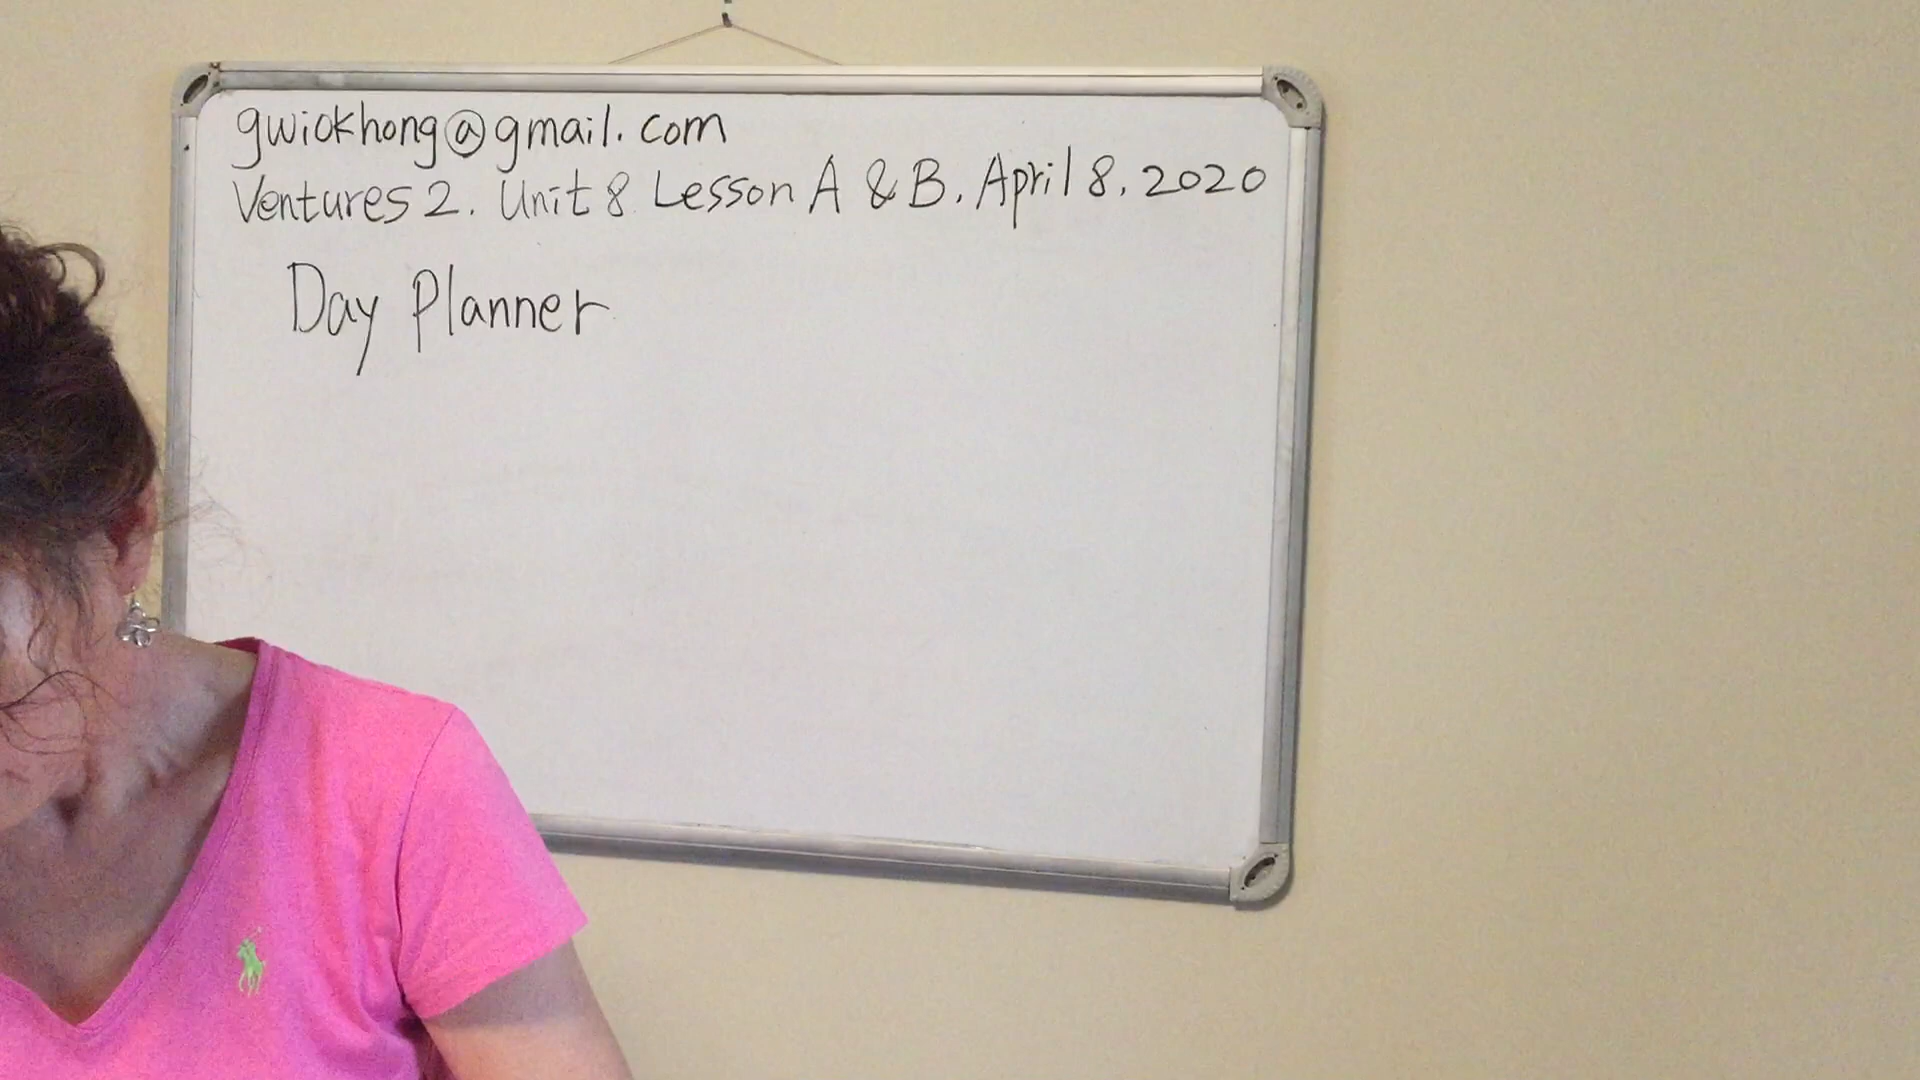 gwiokhong@gmail.com
Ventures 2. Unit 8 Lesson A & B. April 8. 2020
Day Planner